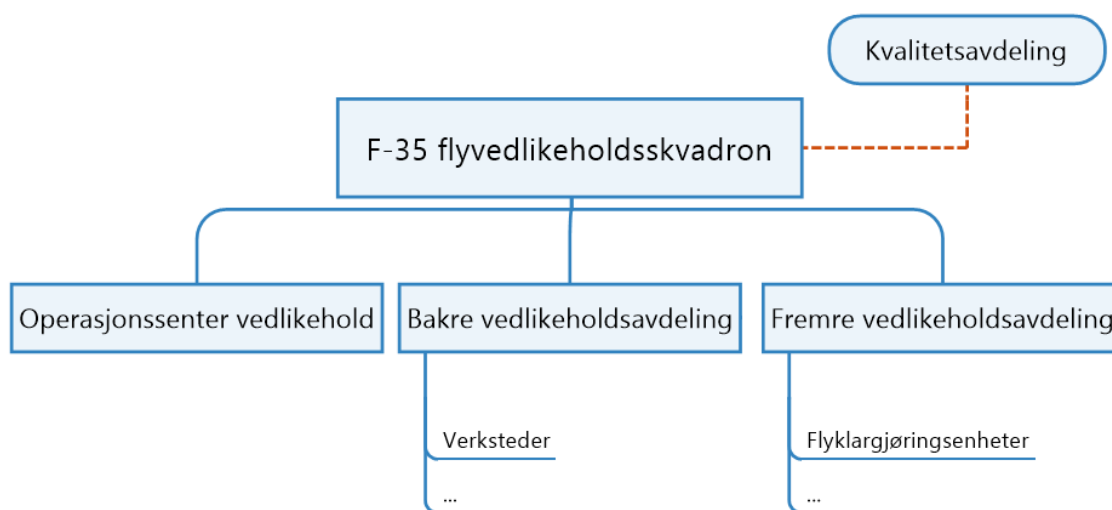 Kvalitetsavdeling
F-35 flyvedlikeholdsskvadron
Operasjonssenter vedlikehold
Bakre vedlikeholdsavdeling
Fremre vedlikeholdsavdeling
Verksteder
Flyklargjøringsenheter
...
...